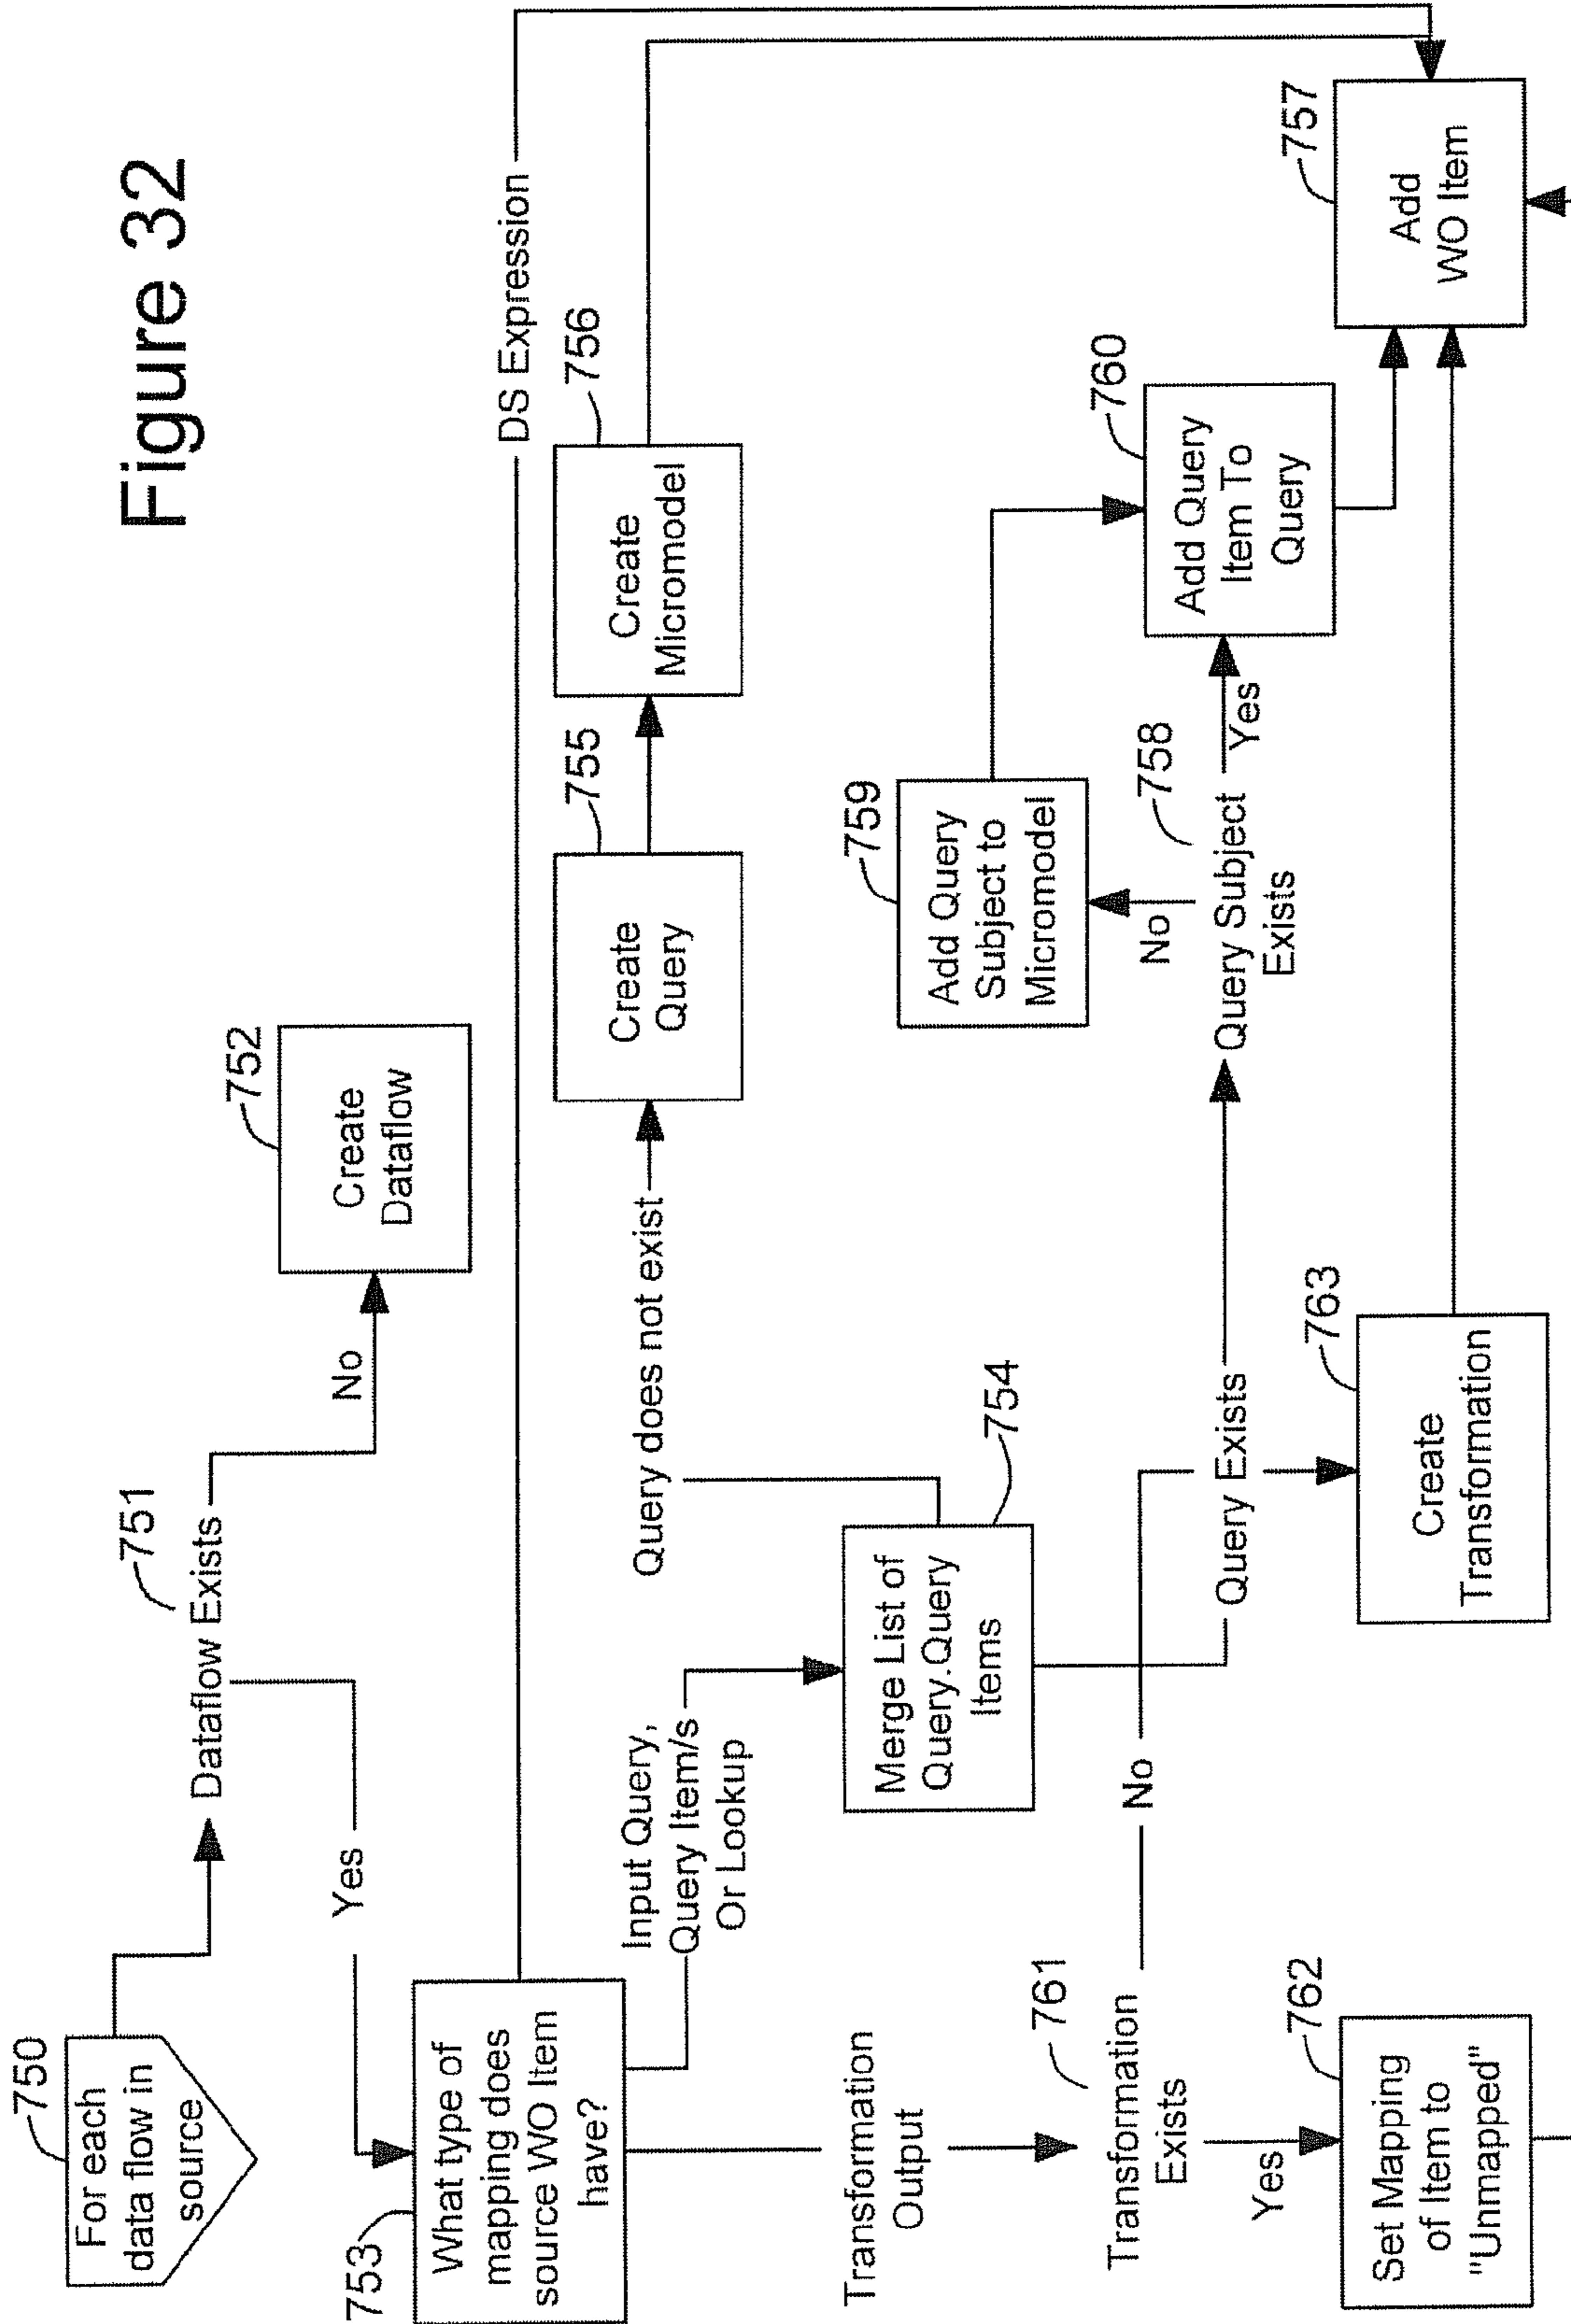 Figure 32
750
For each
data flow in
source
751
Dataflow Exists
No
752
Create
Dataflow
Yes
753
What type of
mapping does
source WO Item
have?
DS Expression
Input Query,
Query Item/s
Or Lookup
Merge List of
Query.Query
Items
754
Query does not exist
755
Create
Query
756
Create
Micromodel
Query Exists
Query Subject
Exists
758
No
759
Add Query
Subject to
Micromodel
Yes
760
Add Query
Item To
Query
757
Add
WO Item
Transformation
Output
761
Transformation
Exists
No
763
Create
Transformation
Yes
762
Set Mapping
of Item to
"Unmapped"